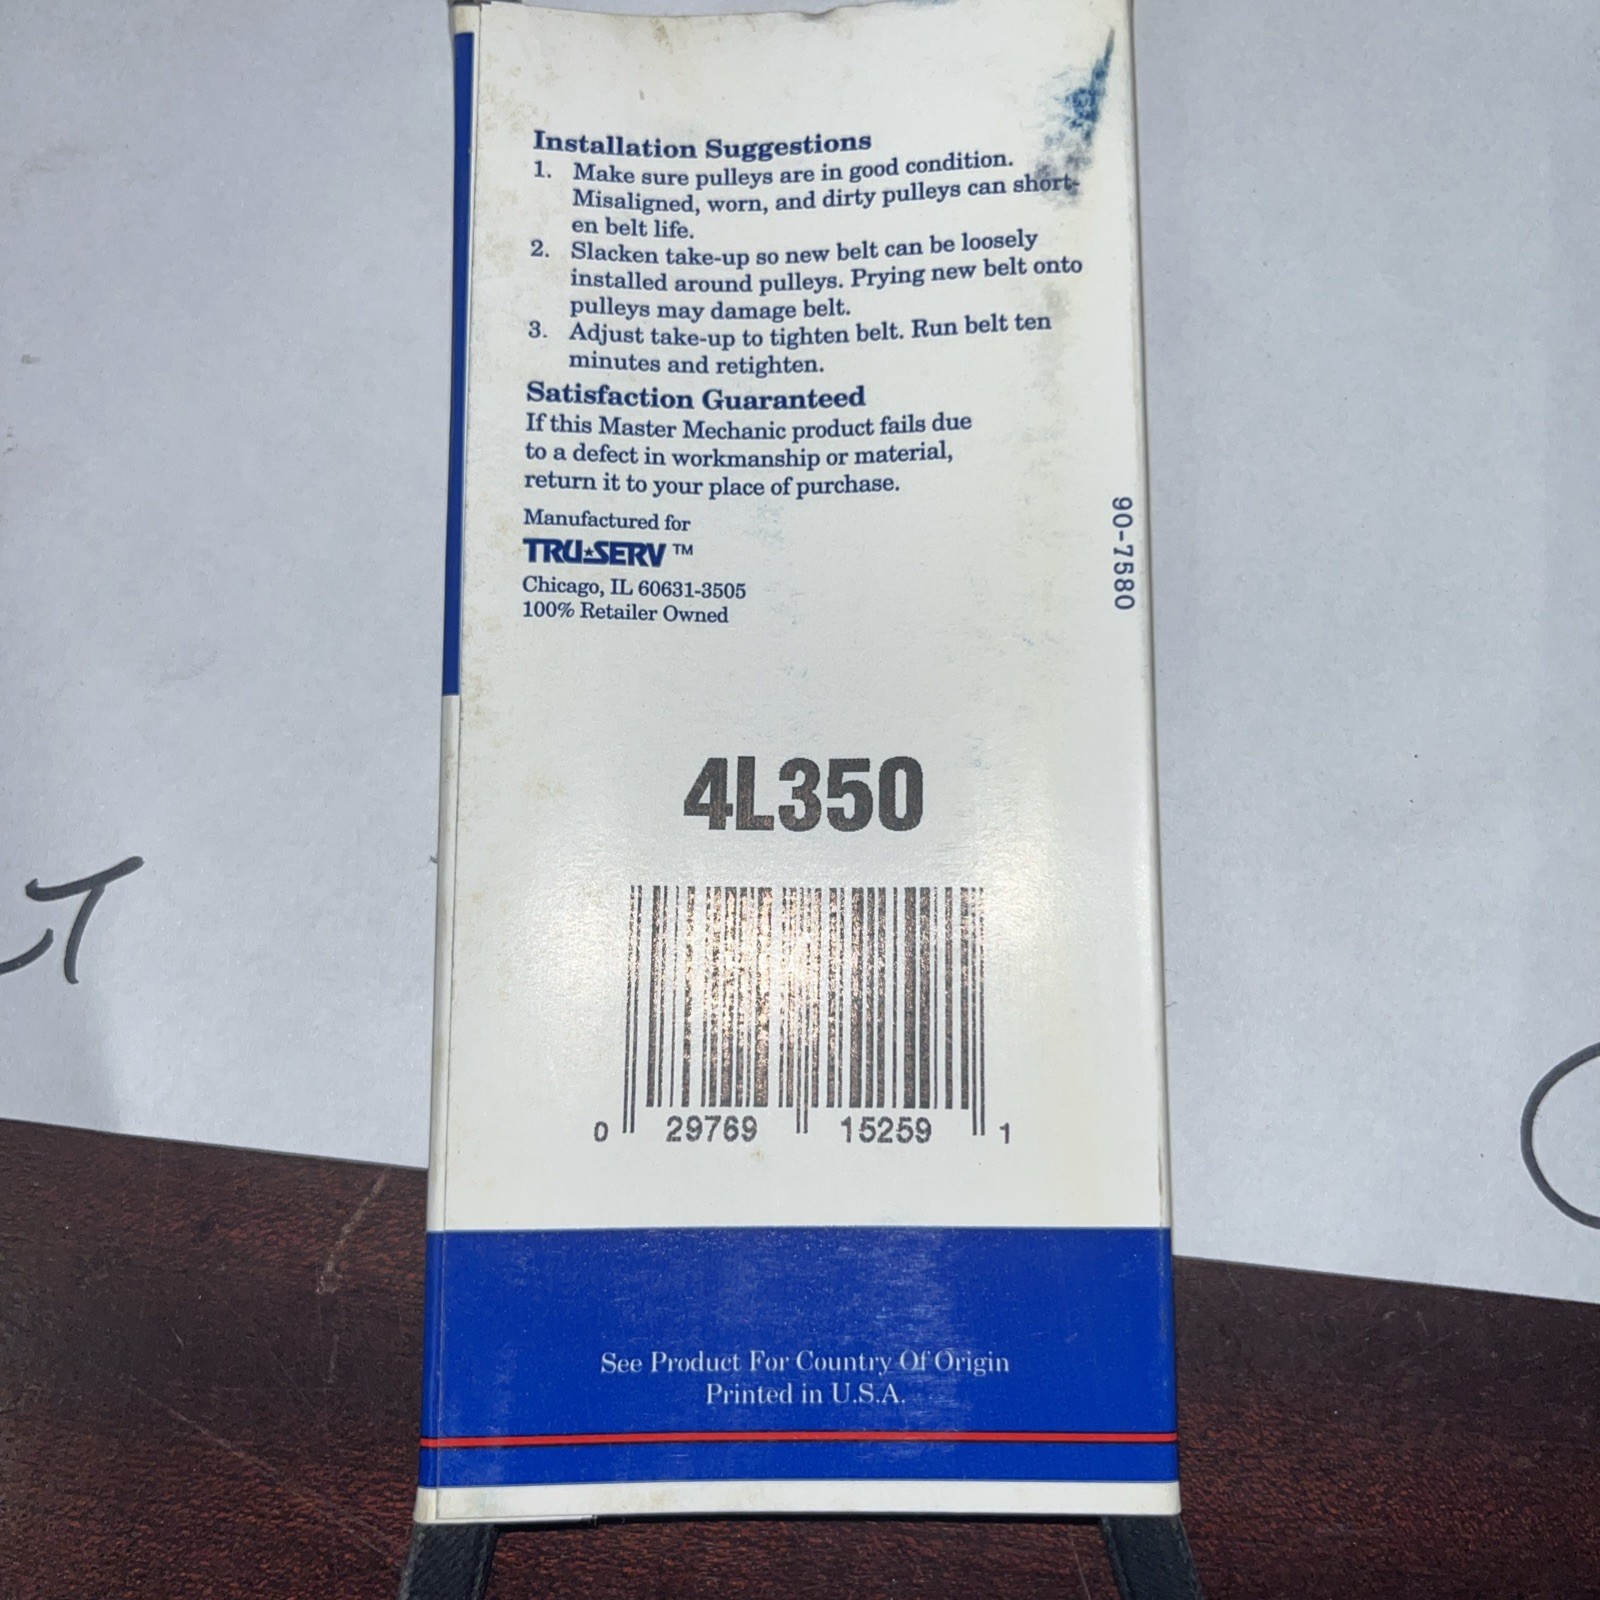 Installation Suggestions
1. Make sure pulleys are in good condition.
Misaligned, worn, and dirty pulleys can short-
en belt life.
2. Slacken take-up so new belt can be loosely
installed around pulleys. Prying new belt onto
pulleys may damage belt.
3. Adjust take-up to tighten belt. Run belt ten
minutes and retighten.
Satisfaction Guaranteed
If this Master Mechanic product fails due
to a defect in workmanship or material,
return it to your place of purchase.
Manufactured for
TRU★SERV ™
Chicago, IL 60631-3505
100% Retailer Owned
90-7580
4L350
0 29769 15259 1
See Product For Country Of Origin
Printed in U.S.A.